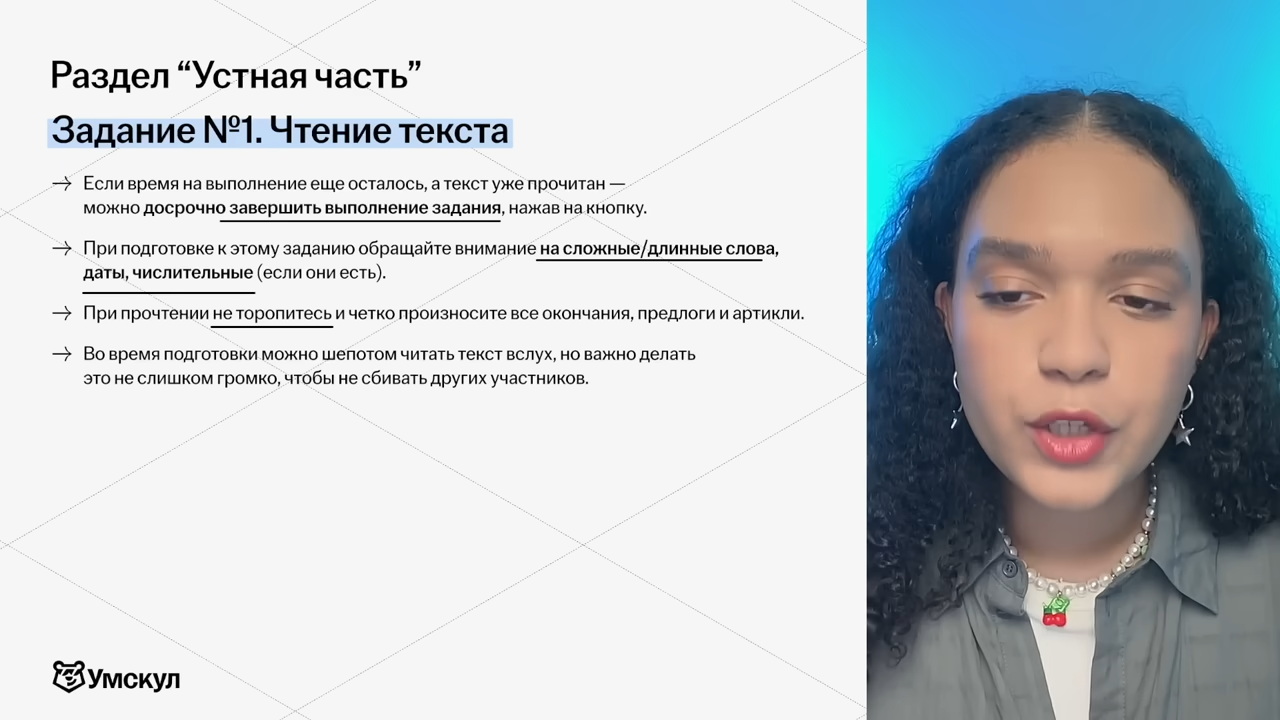 Раздел “Устная часть”
Задание №1. Чтение текста
Если время на выполнение еще осталось, а текст уже прочитан —
можно досрочно завершить выполнение задания, нажав на кнопку.
При подготовке к этому заданию обращайте внимание на сложные/длинные слова,
даты, числительные (если они есть).
При прочтении не торопитесь и четко произносите все окончания, предлоги и артикли.
Во время подготовки можно шепотом читать текст вслух, но важно делать
это не слишком громко, чтобы не сбивать других участников.
Умскул